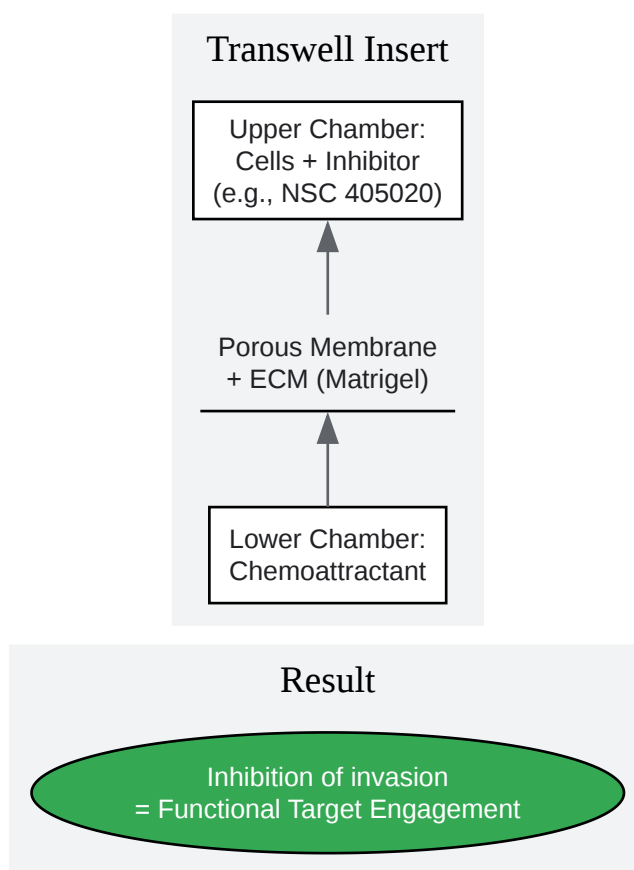 Transwell Insert
Upper Chamber:
Cells + Inhibitor
(e.g., NSC 405020)
Porous Membrane
+ ECM (Matrigel)
Lower Chamber:
Chemoattractant
Result
Inhibition of invasion
= Functional Target Engagement